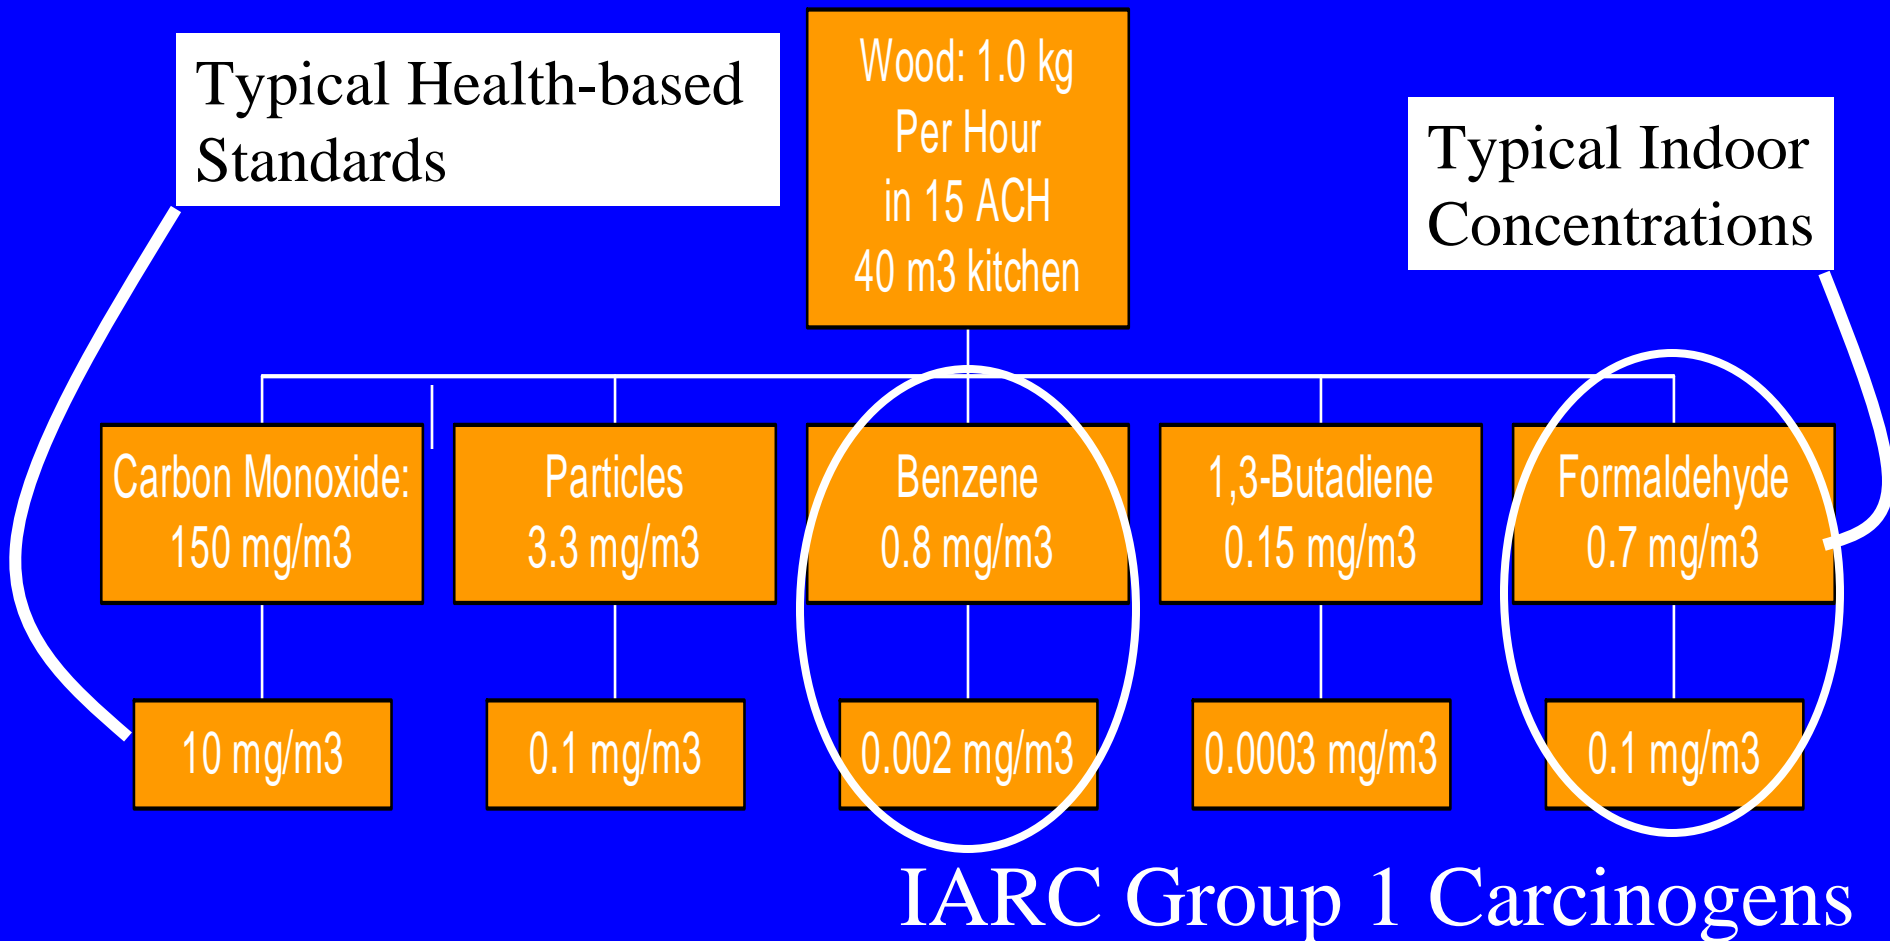 Typical Health-based
Standards
Wood: 1.0 kg
Per Hour
in 15 ACH
40 m3 kitchen
Typical Indoor
Concentrations
Carbon Monoxide:
150 mg/m3
Particles
3.3 mg/m3
Benzene
0.8 mg/m3
1,3-Butadiene
0.15 mg/m3
Formaldehyde
0.7 mg/m3
10 mg/m3
0.1 mg/m3
0.002 mg/m3
0.0003 mg/m3
0.1 mg/m3
IARC Group 1 Carcinogens